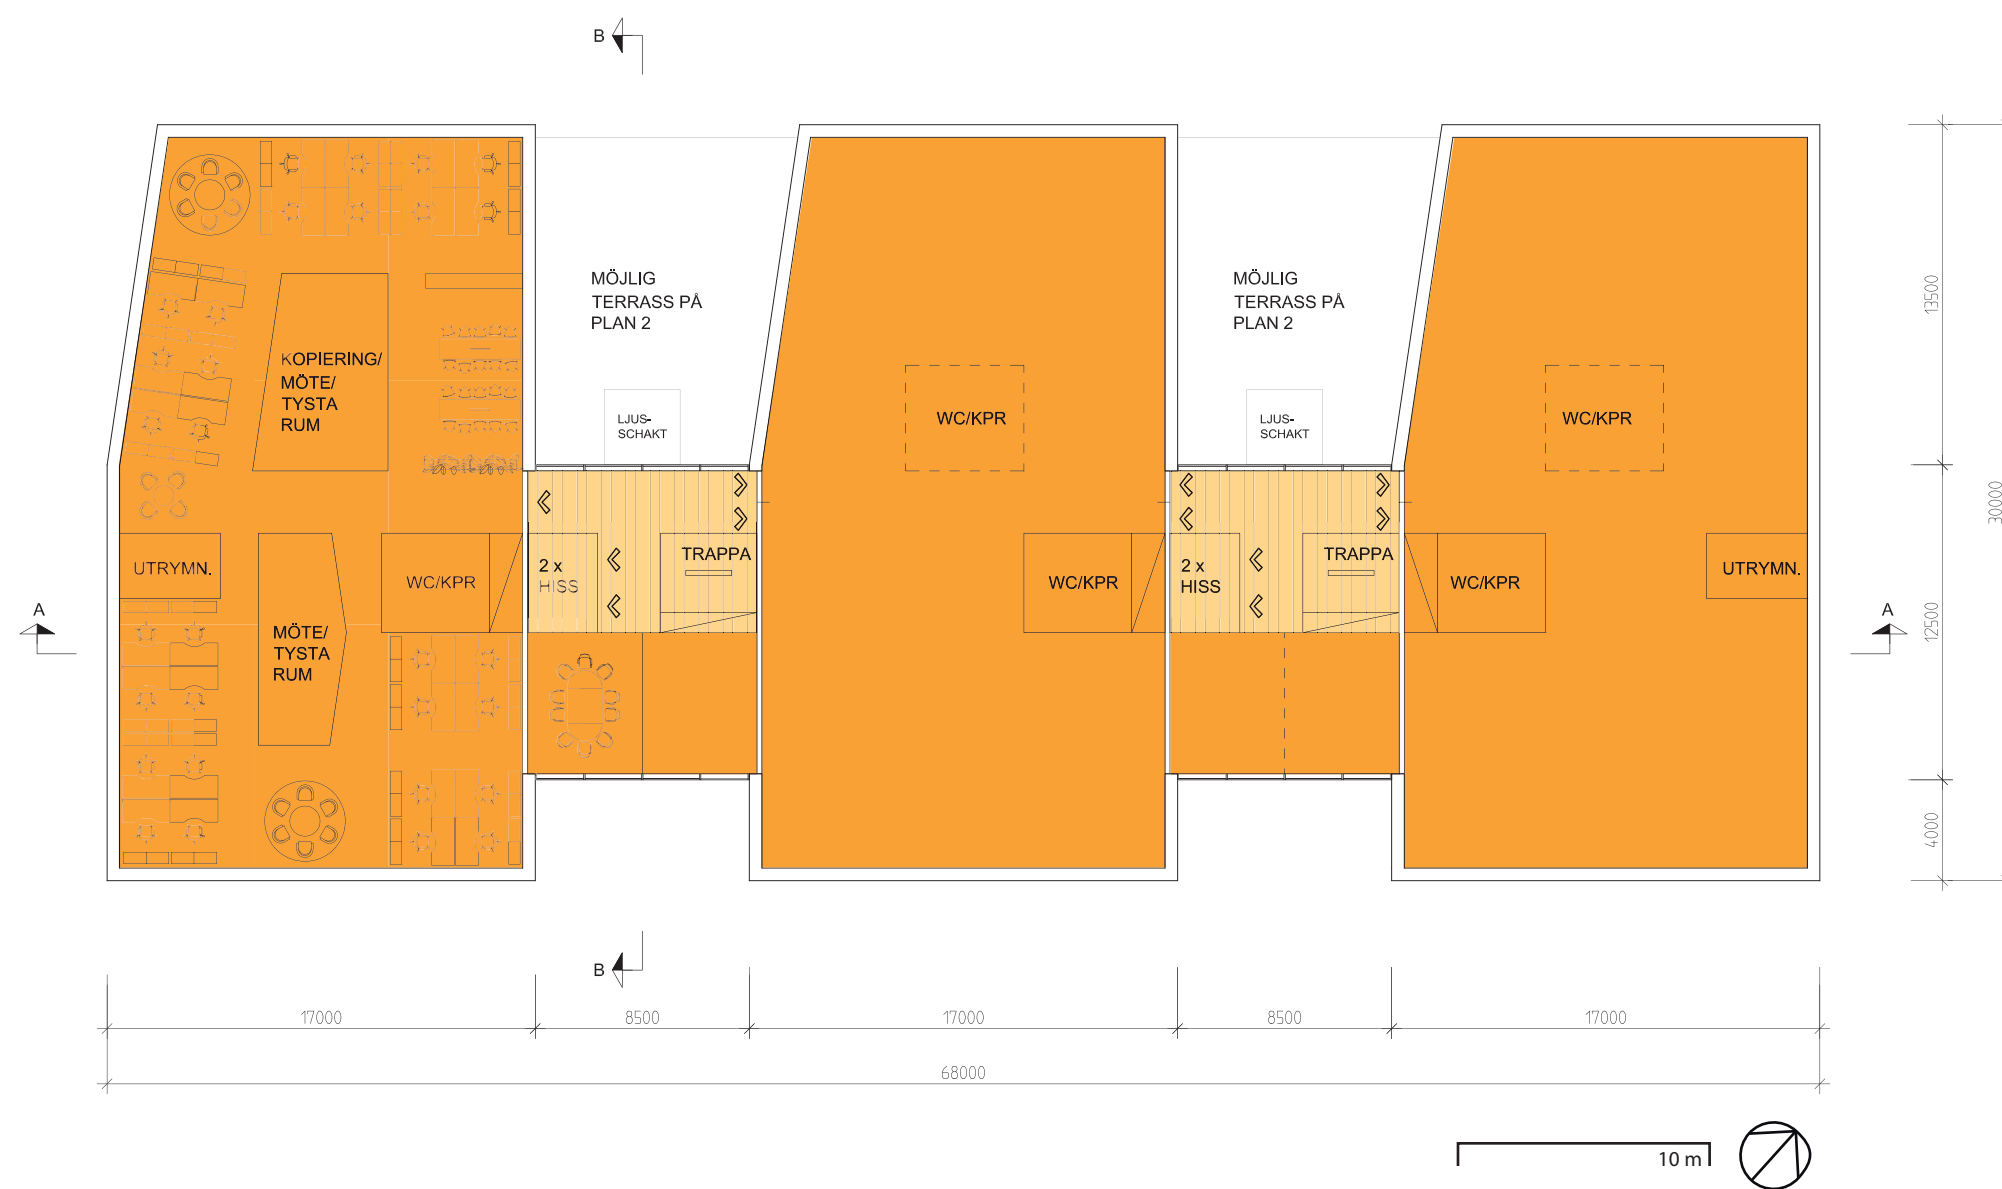 B
MÖJLIG
TERRASS PÅ
PLAN 2
MÖJLIG
TERRASS PÅ
PLAN 2
13500
KOPIERING/
MÖTE/
TYSTA
RUM
LJUS-
SCHAKT
WC/KPR
LJUS-
SCHAKT
WC/KPR
30000
UTRYMN.
WC/KPR
2 x
HISS
TRAPPA
WC/KPR
2 x
HISS
TRAPPA
WC/KPR
UTRYMN.
A
MÖTE/
TYSTA
RUM
A
12500
4000
B
17000
8500
17000
8500
17000
68000
10 m